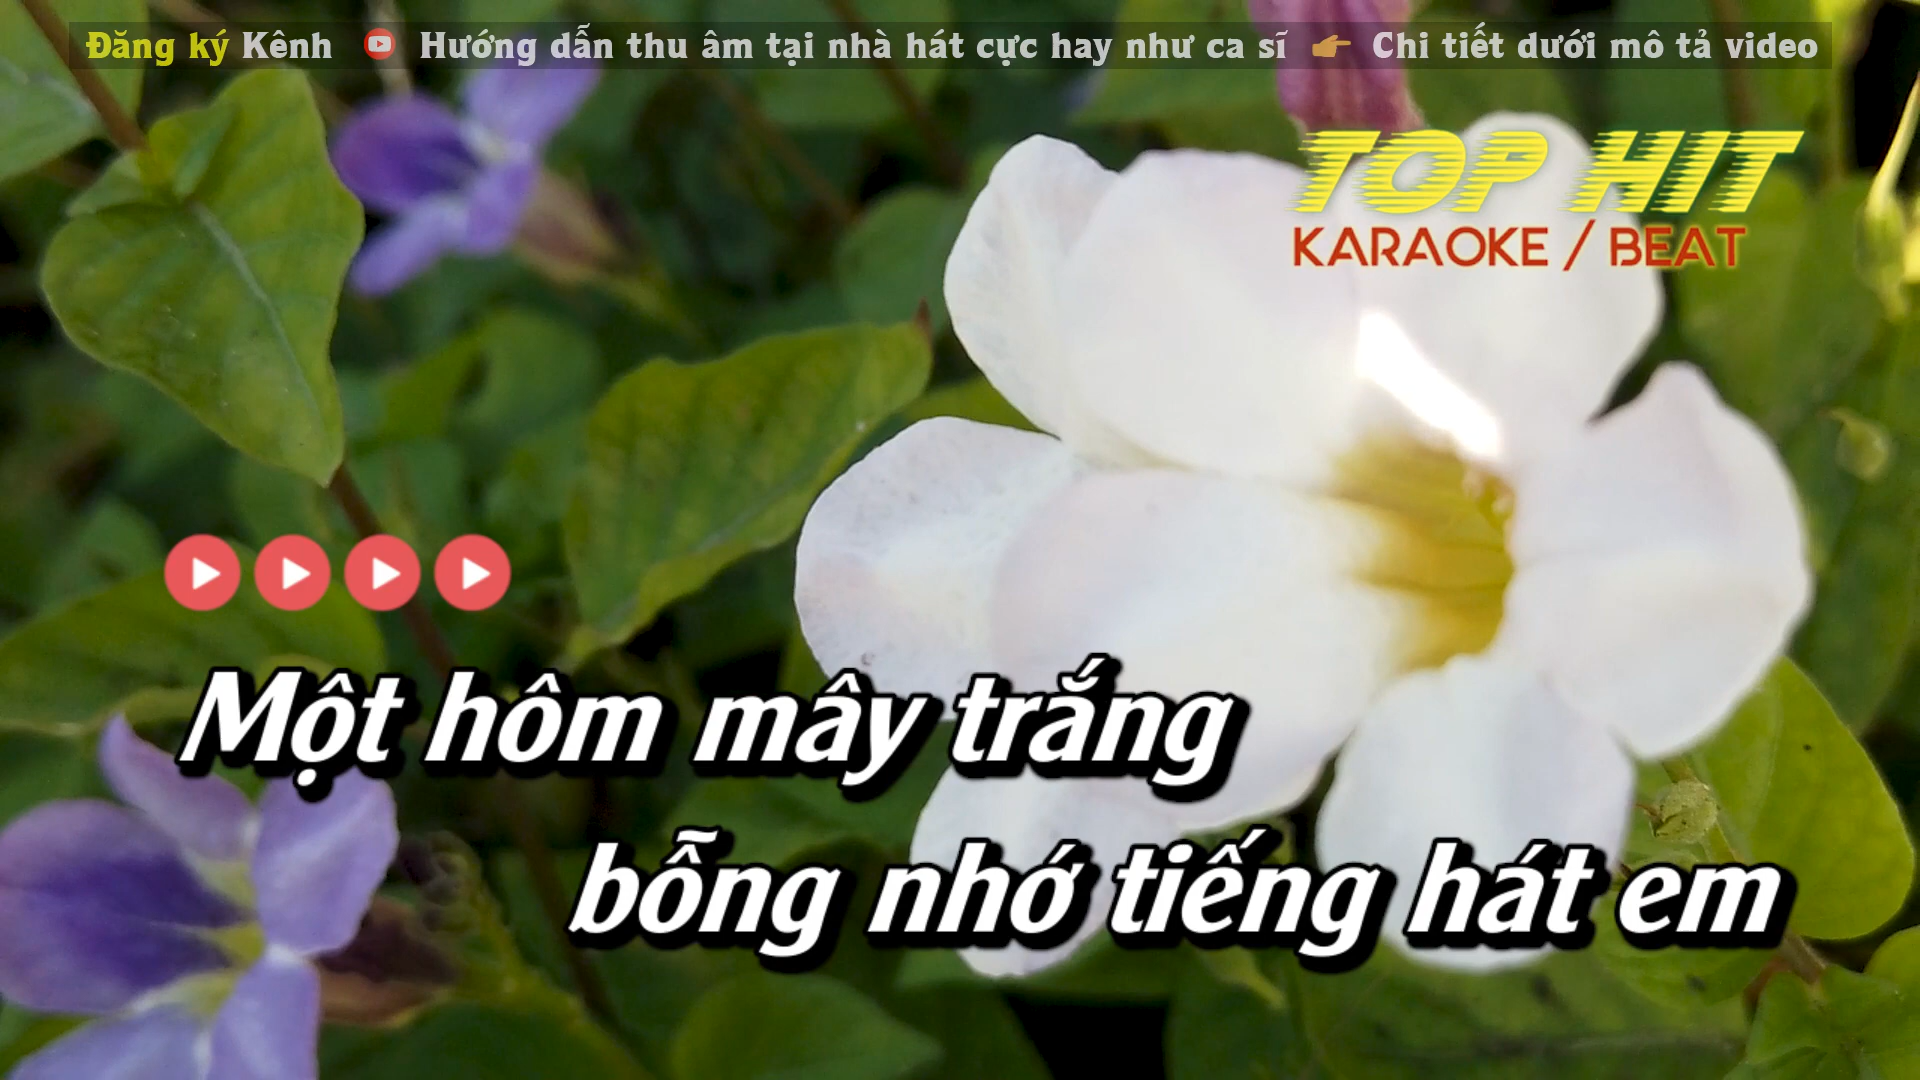 Đăng ký Kênh Hướng dẫn thu âm tại nhà hát cực hay như ca sĩ Chi tiết dưới mô tả video
TOP HIT
KARAOKE / BEAT
Một hôm mây trắng
bỗng nhớ tiếng hát em